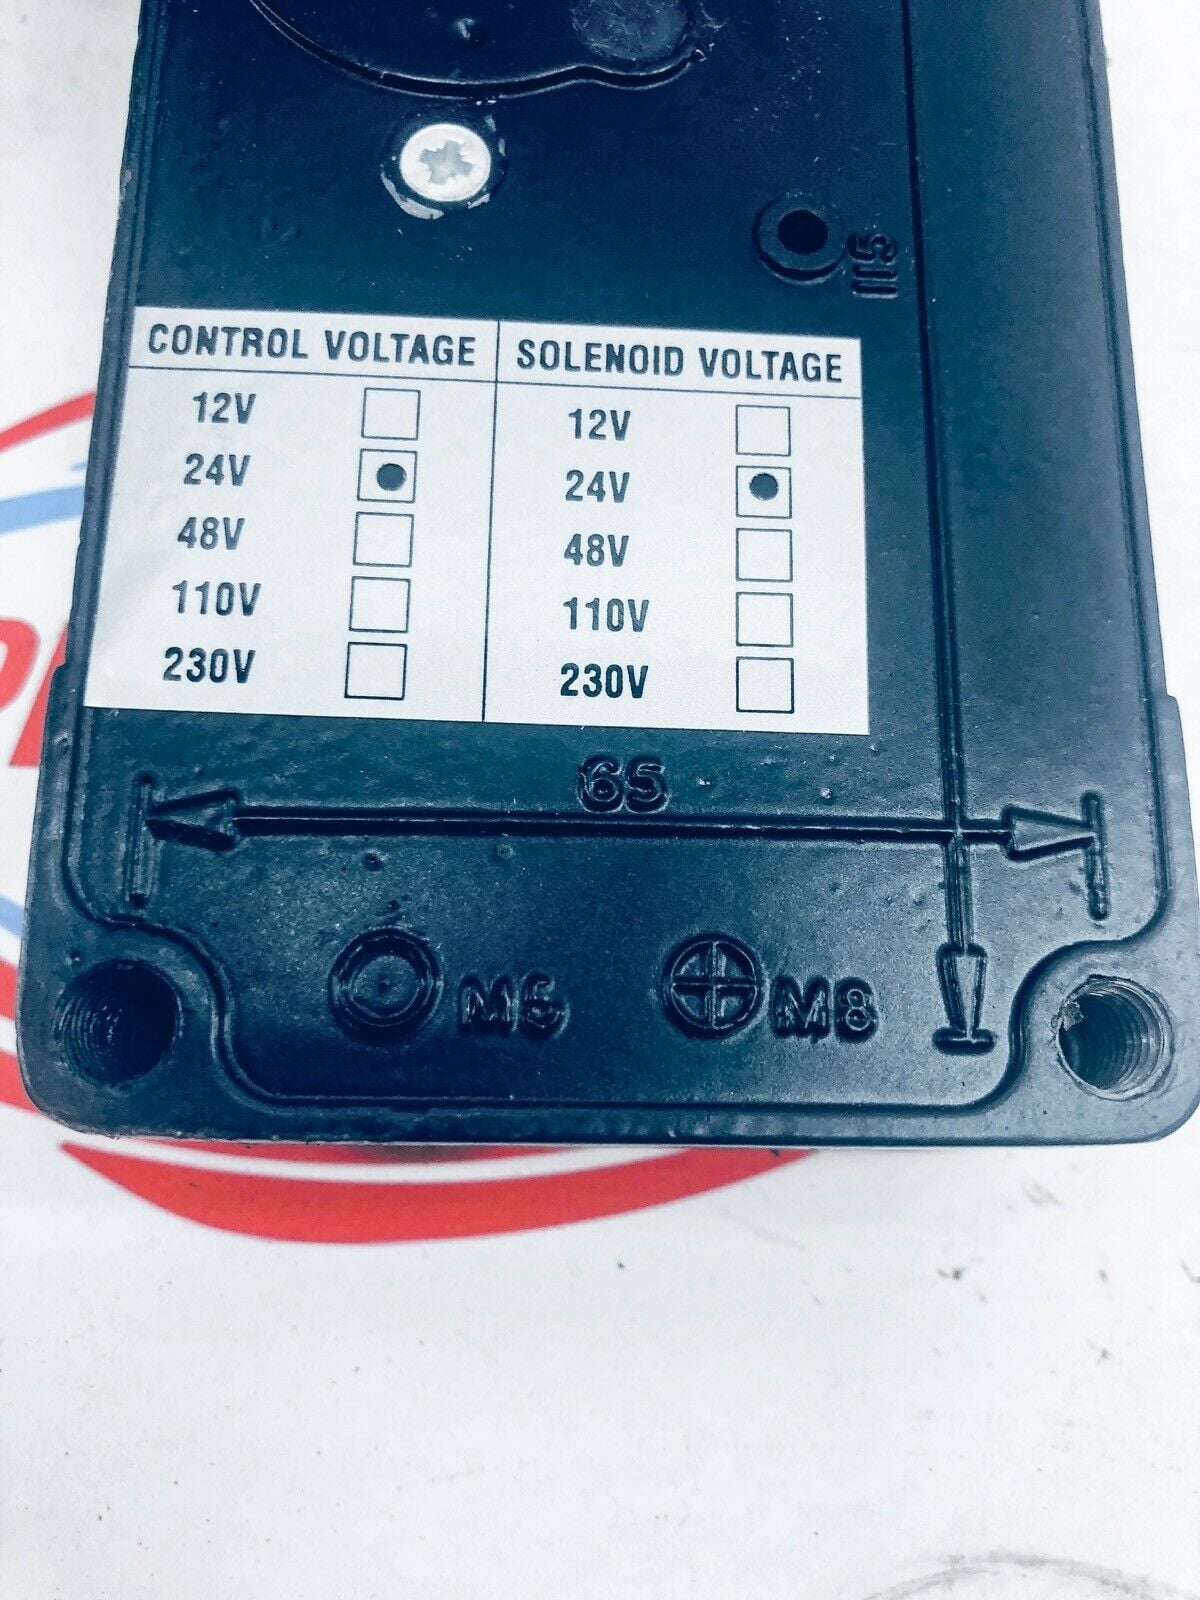 115
CONTROL VOLTAGE SOLENOID VOLTAGE
12V 12V
24V 24V
48V 48V
110V 110V
230V 230V
65
M5 M8